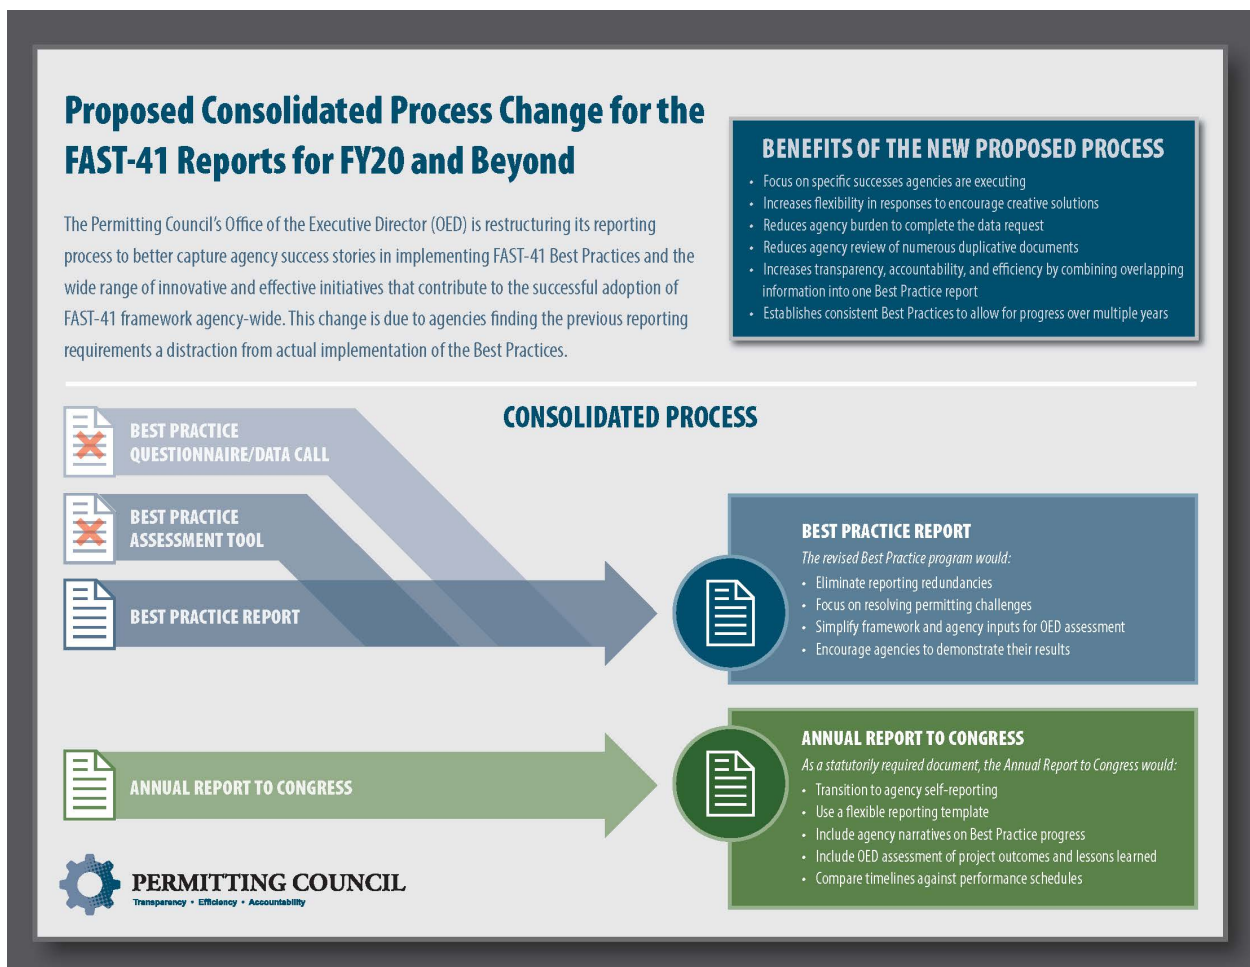 Proposed Consolidated Process Change for the
FAST-41 Reports for FY20 and Beyond
The Permitting Council's Office of the Executive Director (OED) is restructuring its reporting
process to better capture agency success stories in implementing FAST-41 Best Practices and the
wide range of innovative and effective initiatives that contribute to the successful adoption of
FAST-41 framework agency-wide. This change is due to agencies finding the previous reporting
requirements a distraction from actual implementation of the Best Practices.
BENEFITS OF THE NEW PROPOSED PROCESS
• Focus on specific successes agencies are executing
• Increases flexibility in responses to encourage creative solutions
• Reduces agency burden to complete the data request
• Reduces agency review of numerous duplicative documents
• Increases transparency, accountability, and efficiency by combining overlapping
information into one Best Practice report
• Establishes consistent Best Practices to allow for progress over multiple years
CONSOLIDATED PROCESS
BEST PRACTICE
QUESTIONNAIRE/DATA CALL
BEST PRACTICE
ASSESSMENT TOOL
BEST PRACTICE REPORT
BEST PRACTICE REPORT
The revised Best Practice program would:
• Eliminate reporting redundancies
• Focus on resolving permitting challenges
• Simplify framework and agency inputs for OED assessment
• Encourage agencies to demonstrate their results
ANNUAL REPORT TO CONGRESS
ANNUAL REPORT TO CONGRESS
As a statutorily required document, the Annual Report to Congress would:
• Transition to agency self-reporting
• Use a flexible reporting template
• Include agency narratives on Best Practice progress
• Include OED assessment of project outcomes and lessons learned
• Compare timelines against performance schedules
PERMITTING COUNCIL
Transparency • Efficiency • Accountability